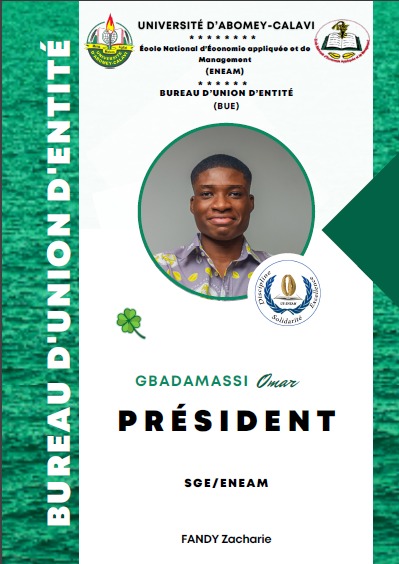 UNIVERSITÉ D'ABOMEY-CALAVI
********
École National d'Économie appliquée et de
Management
(ENEAM)
******
BUREAU D'UNION D'ENTITÉ
(BUE)
BUREAU D'UNION D'ENTITÉ
Discipline
Solidarité
Excellence
GBADAMASSI Omar
PRÉSIDENT
SGE/ENEAM
FANDY Zacharie